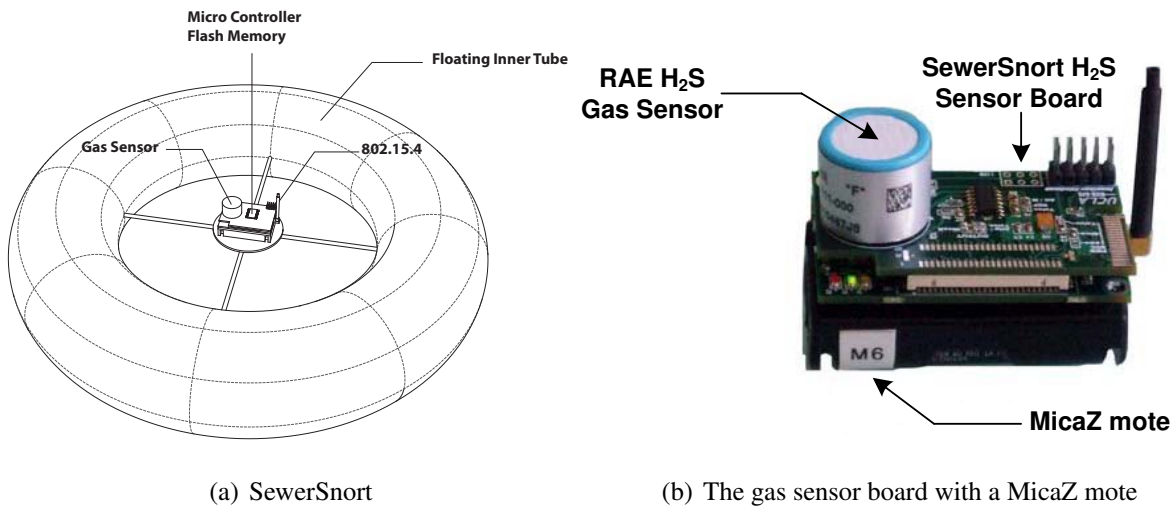 Micro Controller
Flash Memory
Floating Inner Tube
Gas Sensor
802.15.4
(a) SewerSnort
RAE H₂S
Gas Sensor
SewerSnort H₂S
Sensor Board
"F"
UCLA
M6
MicaZ mote
(b) The gas sensor board with a MicaZ mote